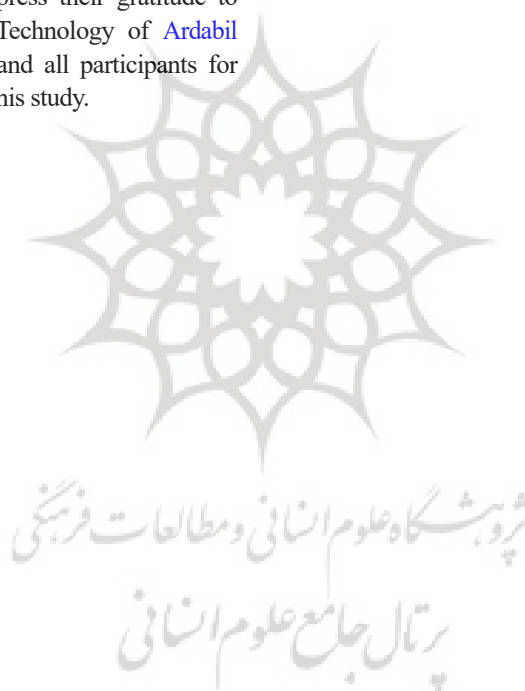 press their gratitude to
Technology of Ardabil
and all participants for
his study.
پژوهشگاه علوم انسانی و مطالعات فرهنگی
پرتال جامع علوم انسانی